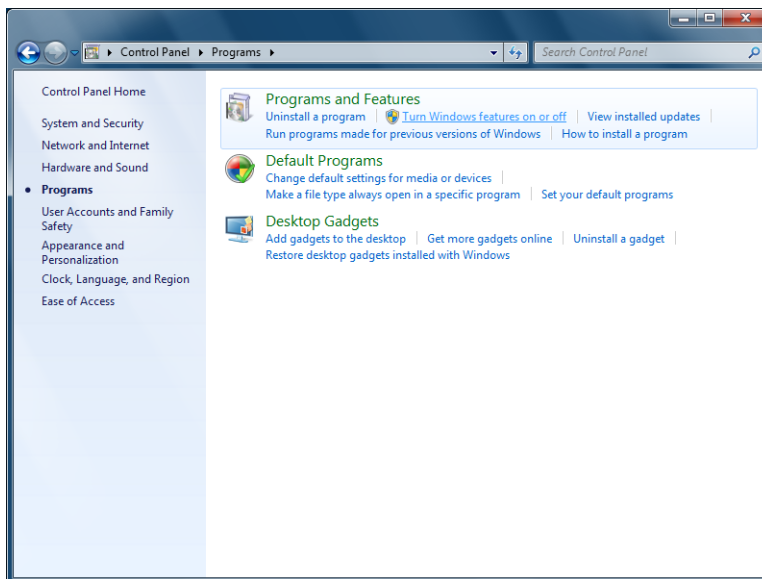 Control Panel Programs
Search Control Panel
Control Panel Home
System and Security
Network and Internet
Hardware and Sound
Programs
User Accounts and Family
Safety
Appearance and
Personalization
Clock, Language, and Region
Ease of Access
Programs and Features
Uninstall a program Turn Windows features on or off View installed updates
Run programs made for previous versions of Windows How to install a program
Default Programs
Change default settings for media or devices
Make a file type always open in a specific program Set your default programs
Desktop Gadgets
Add gadgets to the desktop Get more gadgets online Uninstall a gadget
Restore desktop gadgets installed with Windows